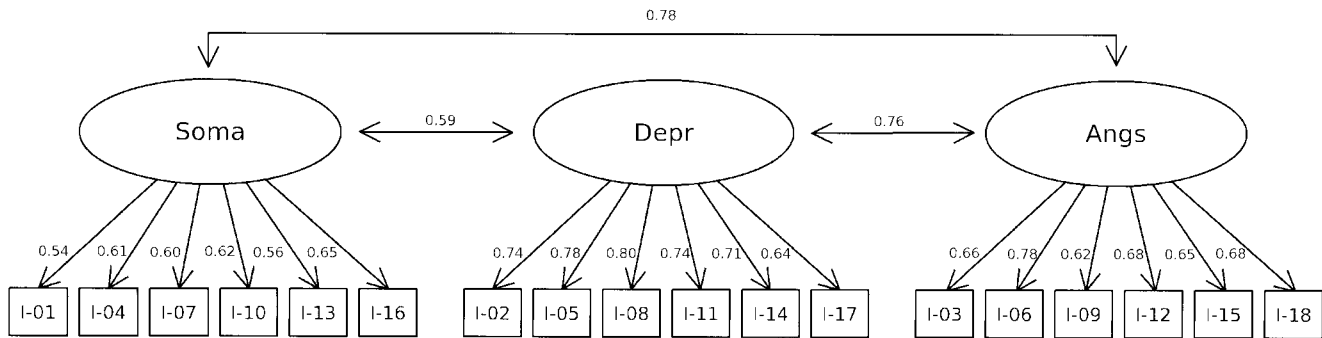 0.78
Soma 0.59 Depr 0.76 Angs
0.54 0.61 0.60 0.62 0.56 0.65 0.74 0.78 0.80 0.74 0.71 0.64 0.66 0.78 0.62 0.68 0.65 0.68
I-01 I-04 I-07 I-10 I-13 I-16 I-02 I-05 I-08 I-11 I-14 I-17 I-03 I-06 I-09 I-12 I-15 I-18